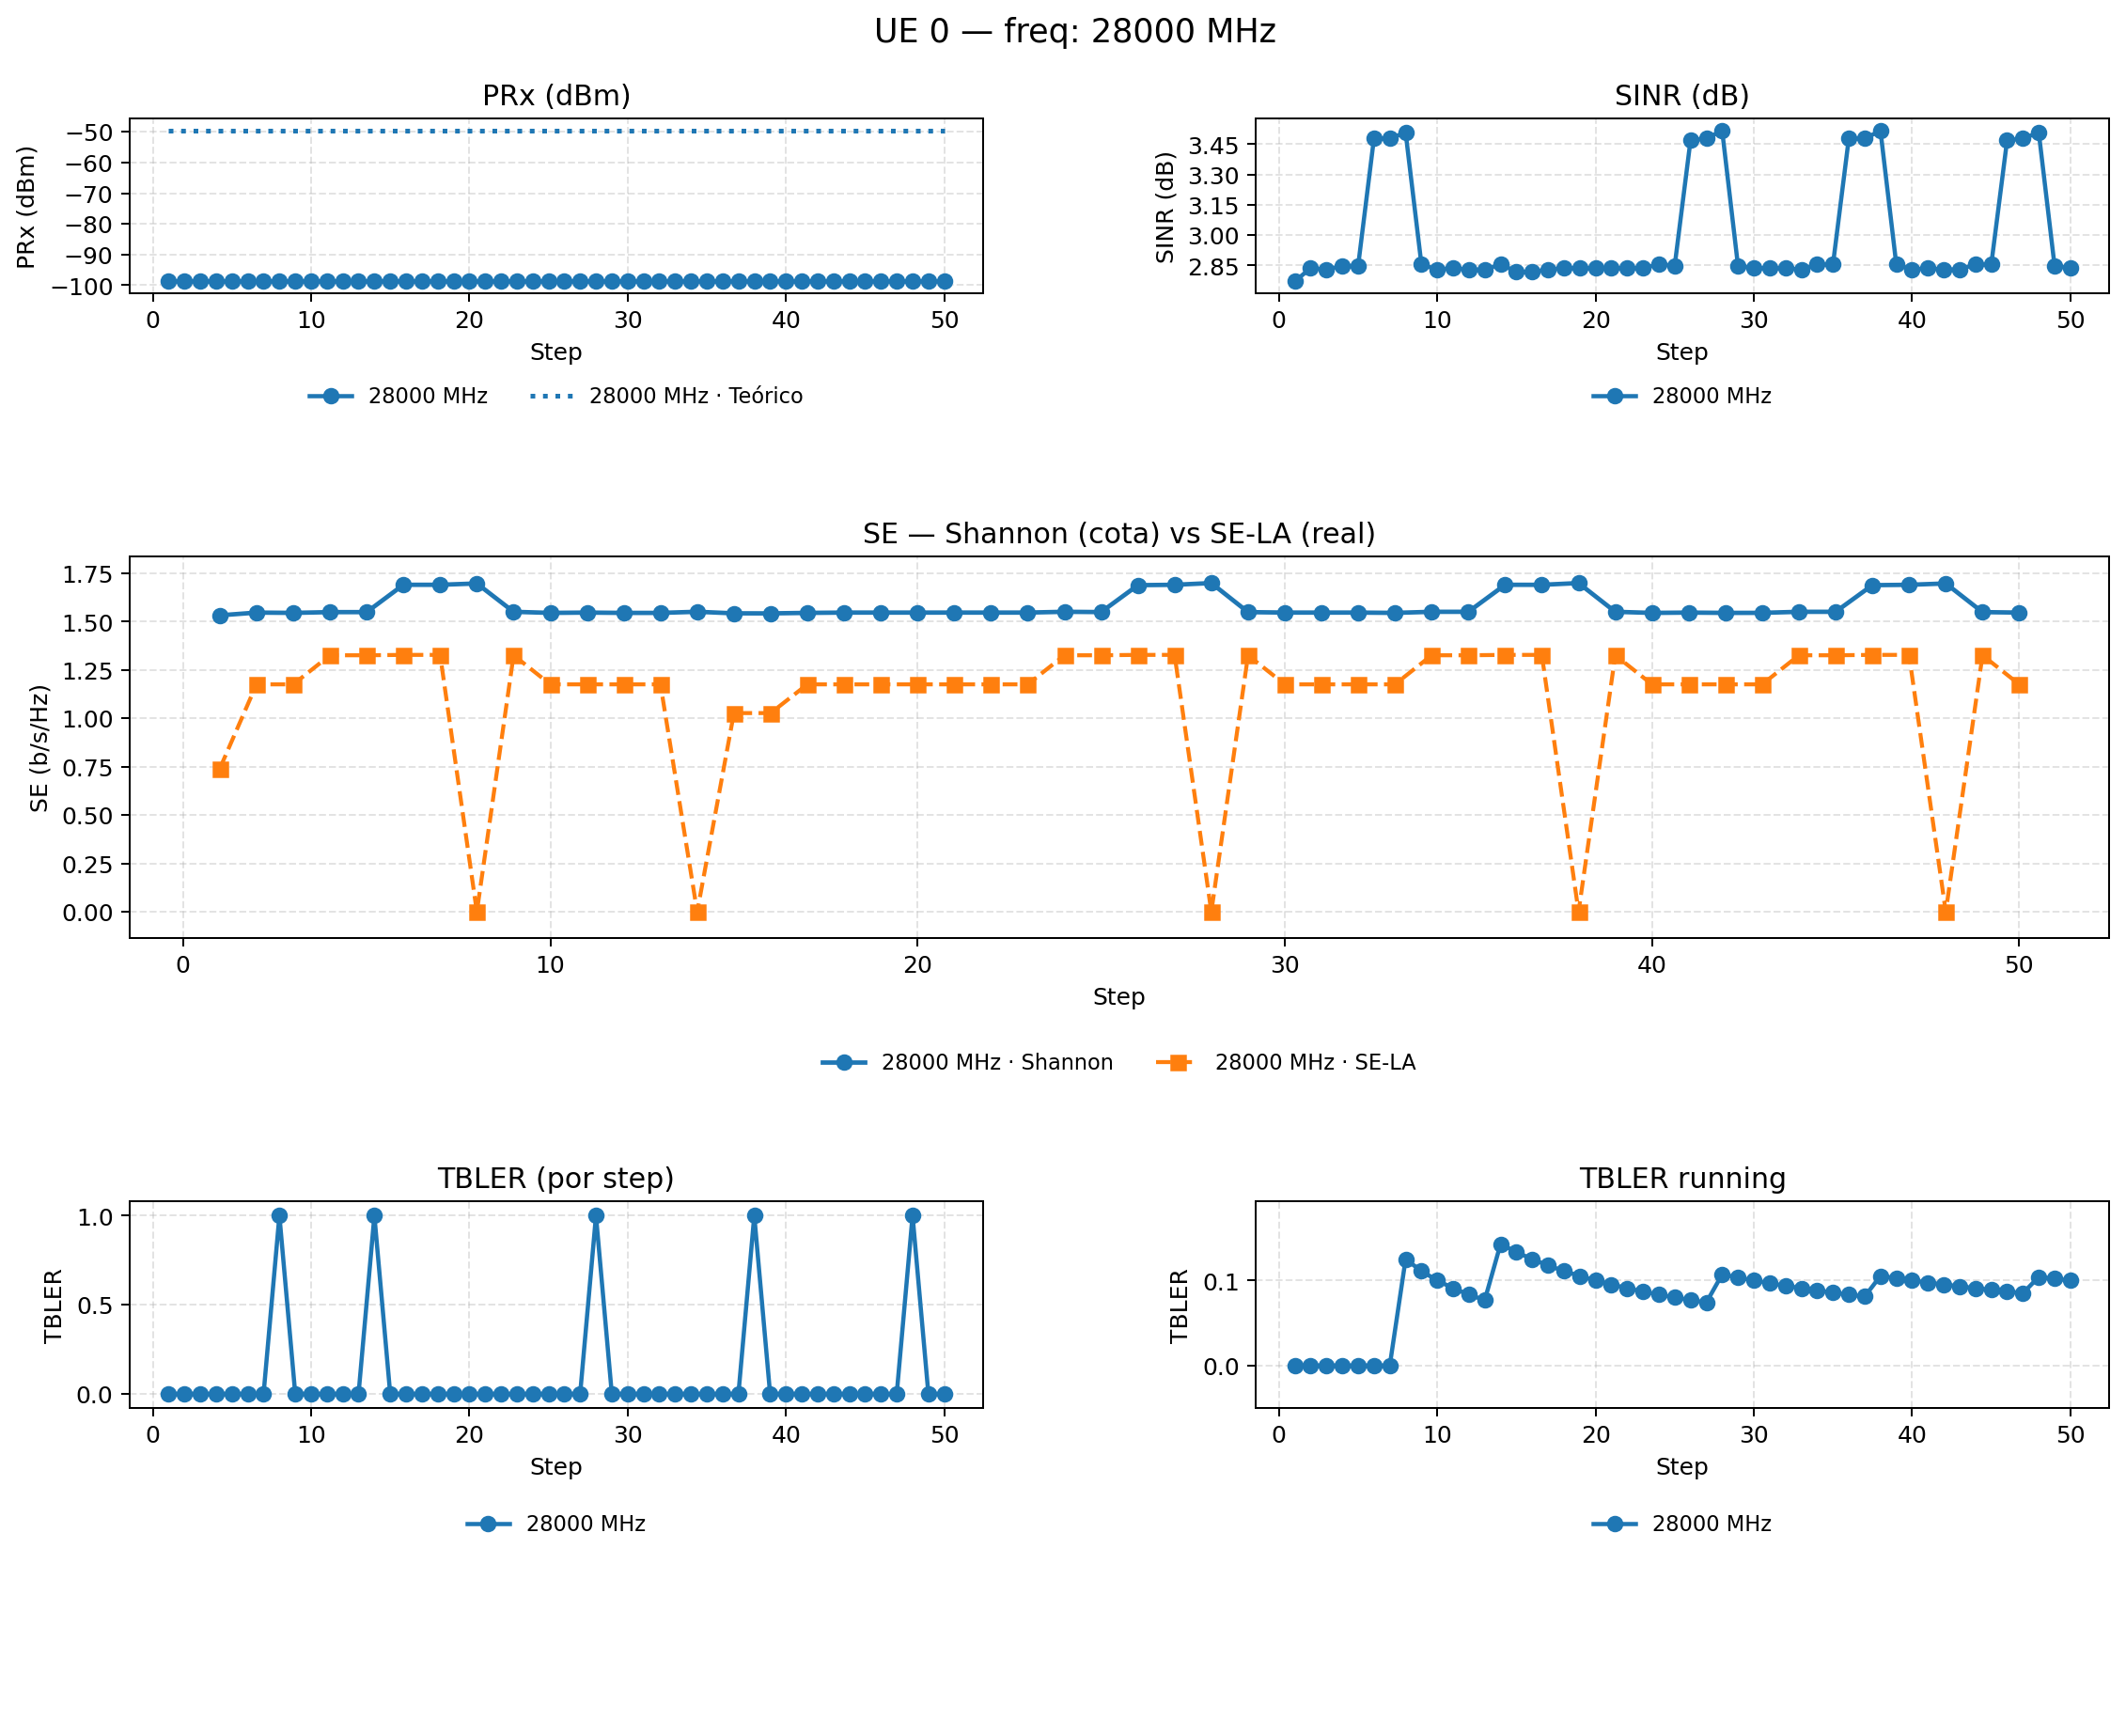 UE 0 — freq: 28000 MHz
PRx (dBm)
PRx (dBm)
−50
−60
−70
−80
−90
−100
0 10 20 30 40 50
Step
28000 MHz 28000 MHz · Teórico
SINR (dB)
SINR (dB)
3.45
3.30
3.15
3.00
2.85
0 10 20 30 40 50
Step
28000 MHz
SE — Shannon (cota) vs SE-LA (real)
SE (b/s/Hz)
1.75
1.50
1.25
1.00
0.75
0.50
0.25
0.00
0 10 20 30 40 50
Step
28000 MHz · Shannon 28000 MHz · SE-LA
TBLER (por step)
TBLER
1.0
0.5
0.0
0 10 20 30 40 50
Step
28000 MHz
TBLER running
TBLER
0.1
0.0
0 10 20 30 40 50
Step
28000 MHz